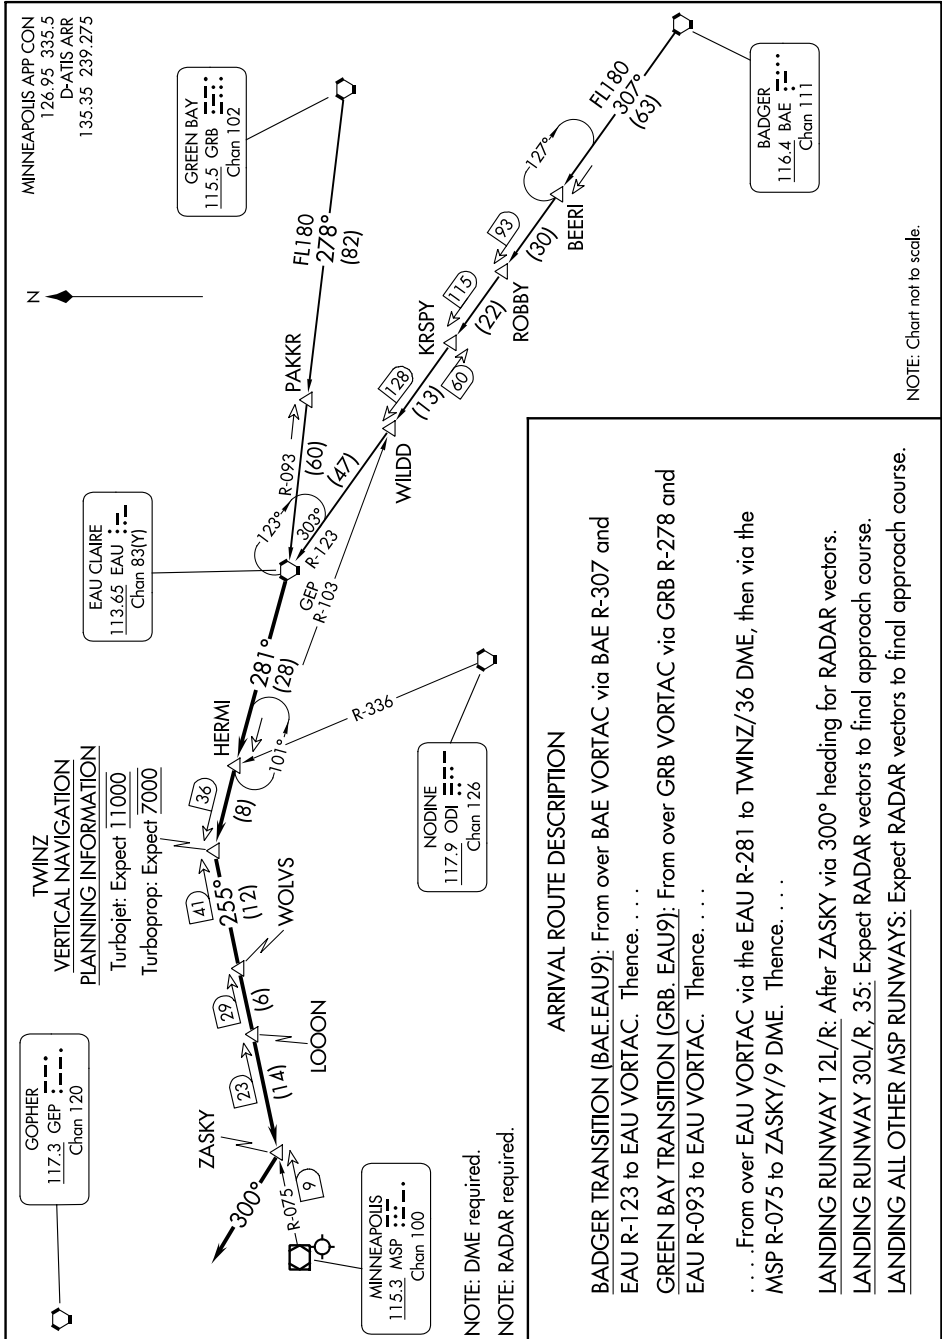 MINNEAPOLIS APP CON
126.95 335.5
D-ATIS ARR
135.35 239.275
GOPHER
117.3 GEP
Chan 120
TWINZ
VERTICAL NAVIGATION
PLANNING INFORMATION
Turbojet: Expect 11000
Turboprop: Expect 7000
EAU CLAIRE
113.65 EAU
Chan 83(Y)
GREEN BAY
115.5 GRB
Chan 102
N
FL180
278°
(82)
PAKKR
R-093
(60)
123°
303°
R-123
(47)
GEP
R-103
WILDD
128
(13)
KRSPY
60
115
(22)
ROBBY
93
(30)
BEERI
127°
FL180
307°
(63)
BADGER
116.4 BAE
Chan 111
281°
(28)
HERMI
101°
R-336
NODINE
117.9 ODI
Chan 126
(8)
36
41
255°
(12)
WOLVS
29
(6)
LOOON
23
(14)
ZASKY
9
R-075
300°
MINNEAPOLIS
115.3 MSP
Chan 100
NOTE: DME required.
NOTE: RADAR required.
NOTE: Chart not to scale.
ARRIVAL ROUTE DESCRIPTION
BADGER TRANSITION (BAE.EAU9): From over BAE VORTAC via BAE R-307 and
EAU R-123 to EAU VORTAC. Thence. . . .
GREEN BAY TRANSITION (GRB. EAU9): From over GRB VORTAC via GRB R-278 and
EAU R-093 to EAU VORTAC. Thence. . . .
. . . .From over EAU VORTAC via the EAU R-281 to TWINZ/36 DME, then via the
MSP R-075 to ZASKY/9 DME. Thence. . . .
LANDING RUNWAY 12L/R: After ZASKY via 300° heading for RADAR vectors.
LANDING RUNWAY 30L/R, 35: Expect RADAR vectors to final approach course.
LANDING ALL OTHER MSP RUNWAYS: Expect RADAR vectors to final approach course.